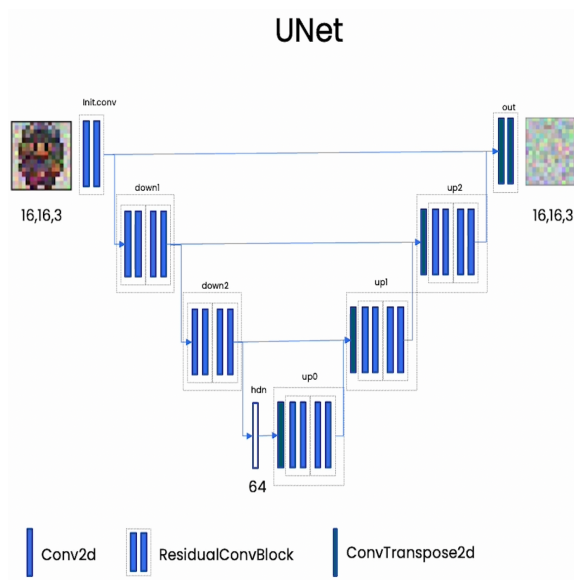 UNet
Init.conv
out
16,16,3
16,16,3
down1
up2
down2
up1
hdn
up0
64
Conv2d
ResidualConvBlock
ConvTranspose2d